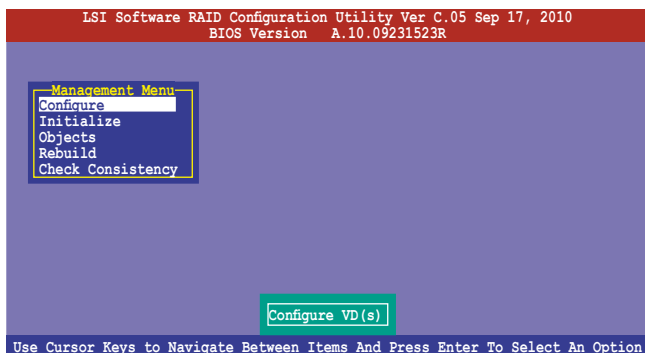 LSI Software RAID Configuration Utility Ver C.05 Sep 17, 2010
BIOS Version A.10.09231523R
Management Menu
Configure
Initialize
Objects
Rebuild
Check Consistency
Configure VD(s)
Use Cursor Keys to Navigate Between Items And Press Enter To Select An Option